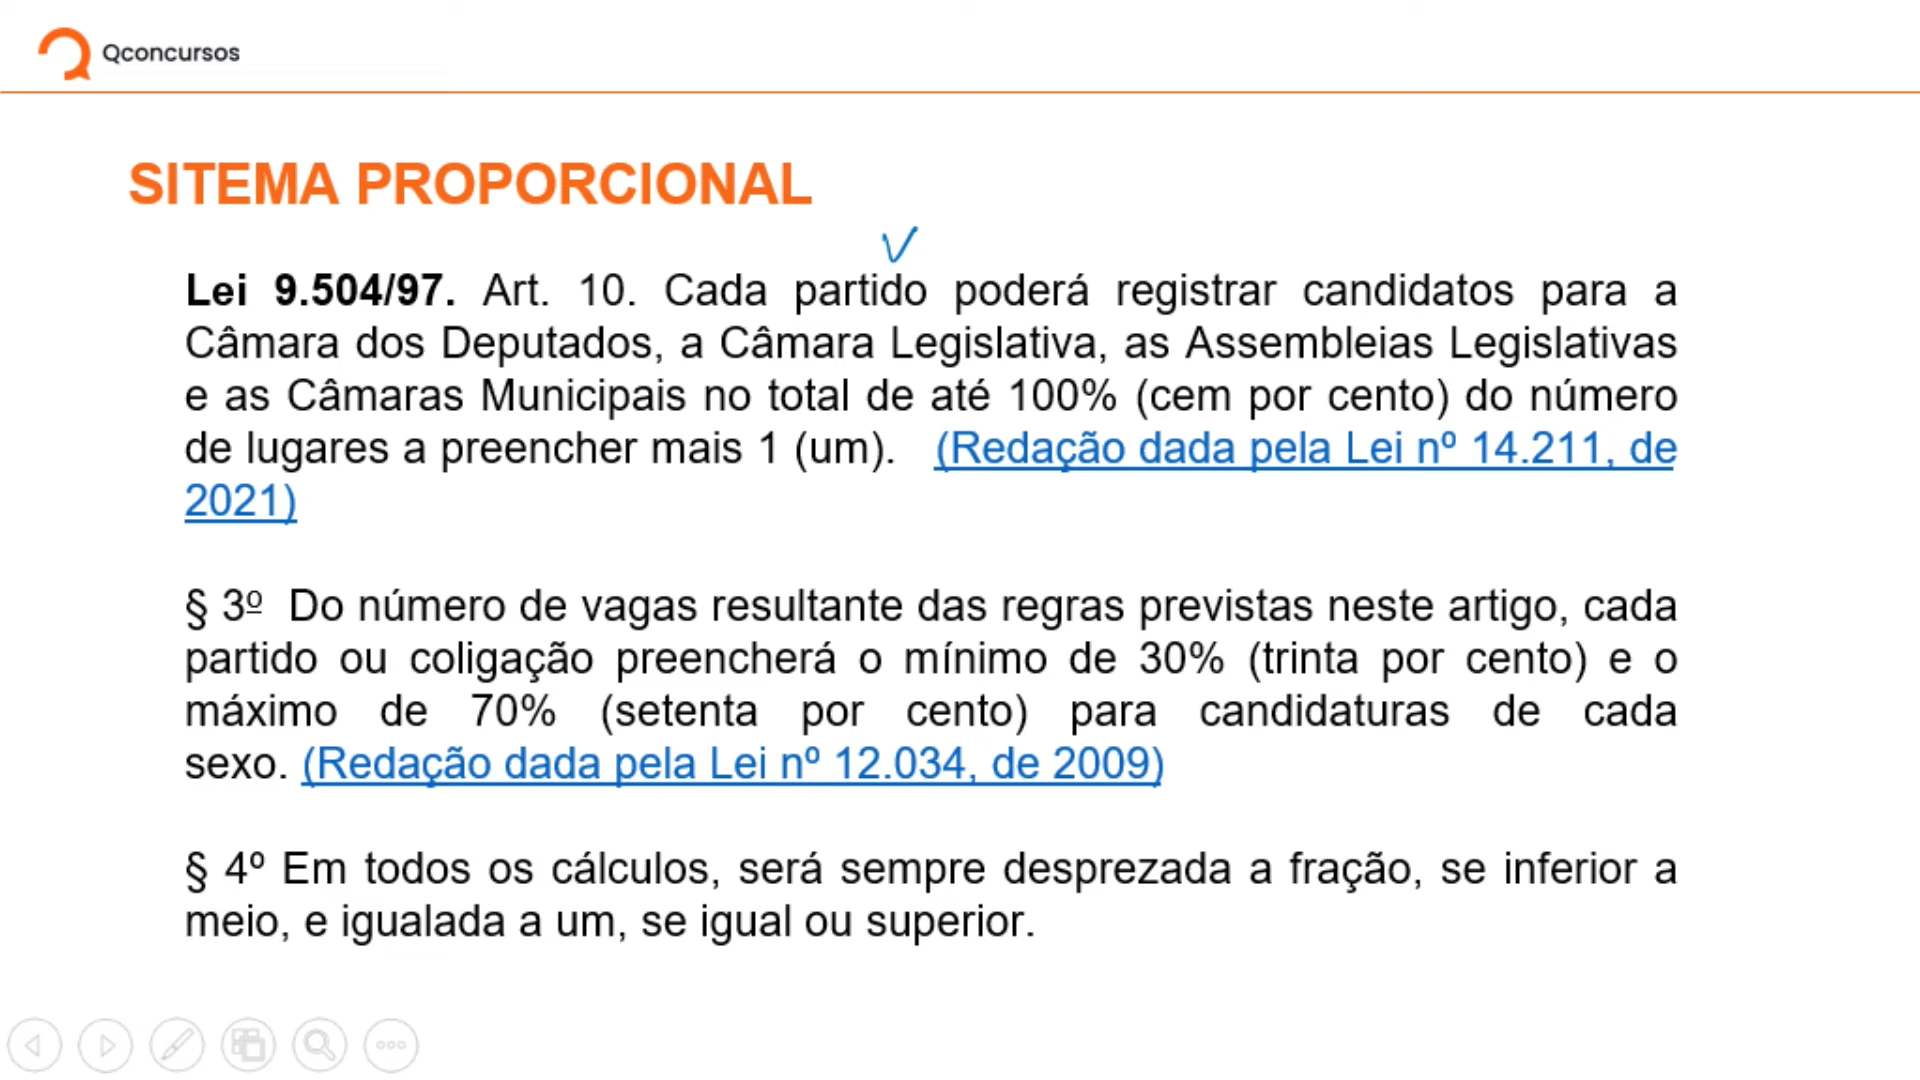 Qconcursos
SITEMA PROPORCIONAL
Lei 9.504/97. Art. 10. Cada partido poderá registrar candidatos para a
Câmara dos Deputados, a Câmara Legislativa, as Assembleias Legislativas
e as Câmaras Municipais no total de até 100% (cem por cento) do número
de lugares a preencher mais 1 (um). (Redação dada pela Lei nº 14.211, de
2021)
§ 3º Do número de vagas resultante das regras previstas neste artigo, cada
partido ou coligação preencherá o mínimo de 30% (trinta por cento) e o
máximo de 70% (setenta por cento) para candidaturas de cada
sexo. (Redação dada pela Lei nº 12.034, de 2009)
§ 4º Em todos os cálculos, será sempre desprezada a fração, se inferior a
meio, e igualada a um, se igual ou superior.